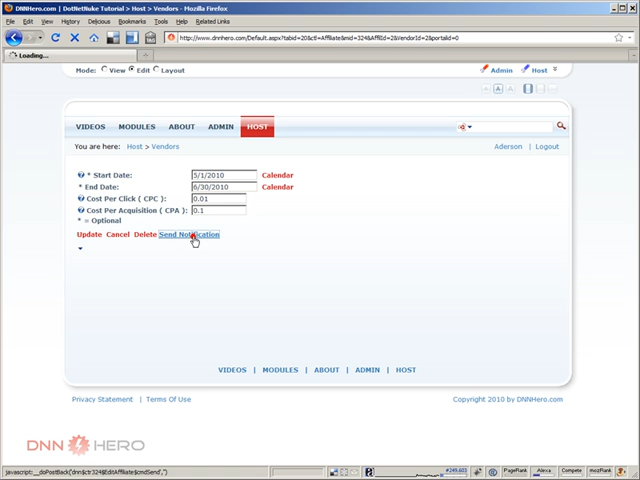 DNNHero.com | DotNetNuke Tutorial > Host > Vendors - Mozilla Firefox
File Edit View History Delicious Bookmarks Tools Help Related Links
http://www.dnnhero.com/Default.aspx?tabid=20&ctl=Affiliate&mid=324&AffilId=2&VendorId=2&portalid=0
Loading...
Mode: View Edit Layout
Admin Host
A A A
VIDEOS MODULES ABOUT ADMIN HOST
You are here: Host > Vendors
Aderson | Logout
* Start Date: 5/1/2010 Calendar
* End Date: 6/30/2010 Calendar
Cost Per Click ( CPC ): 0.01
Cost Per Acquisition ( CPA ): 0.1
* = Optional
Update Cancel Delete Send Notification
VIDEOS | MODULES | ABOUT | ADMIN | HOST
Privacy Statement | Terms Of Use
Copyright 2010 by DNNHero.com
DNN HERO
javascript:__doPostBack('dnn$ctr324$EditAffiliate$cmdSend','')
#249,603
PageRank Alexa Compete mozRank